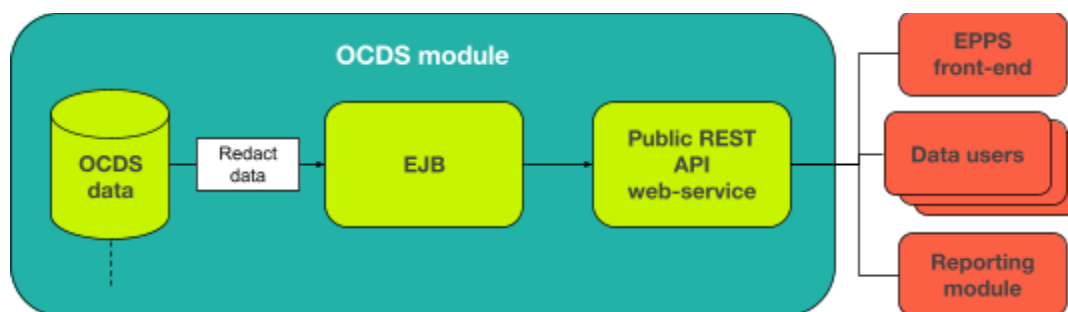 OCDS module
OCDS
data
Redact
data
EJB
Public REST
API
web-service
EPPS
front-end
Data users
Reporting
module